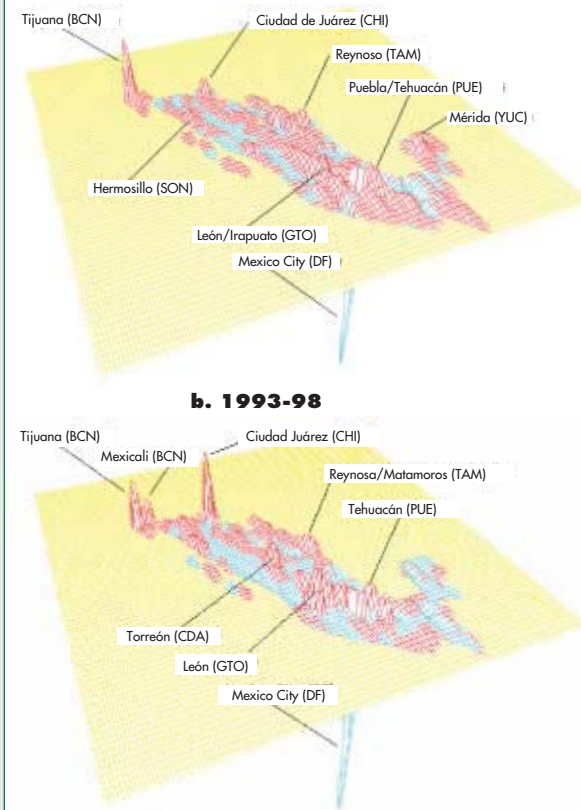 Tijuana (BCN)
Ciudad de Juárez (CHI)
Reynoso (TAM)
Puebla/Tehuacán (PUE)
Mérida (YUC)
Hermosillo (SON)
León/Irapuato (GTO)
Mexico City (DF)
b. 1993-98
Tijuana (BCN)
Ciudad Juárez (CHI)
Mexicali (BCN)
Reynosa/Matamoros (TAM)
Tehuacán (PUE)
Torreón (CDA)
León (GTO)
Mexico City (DF)